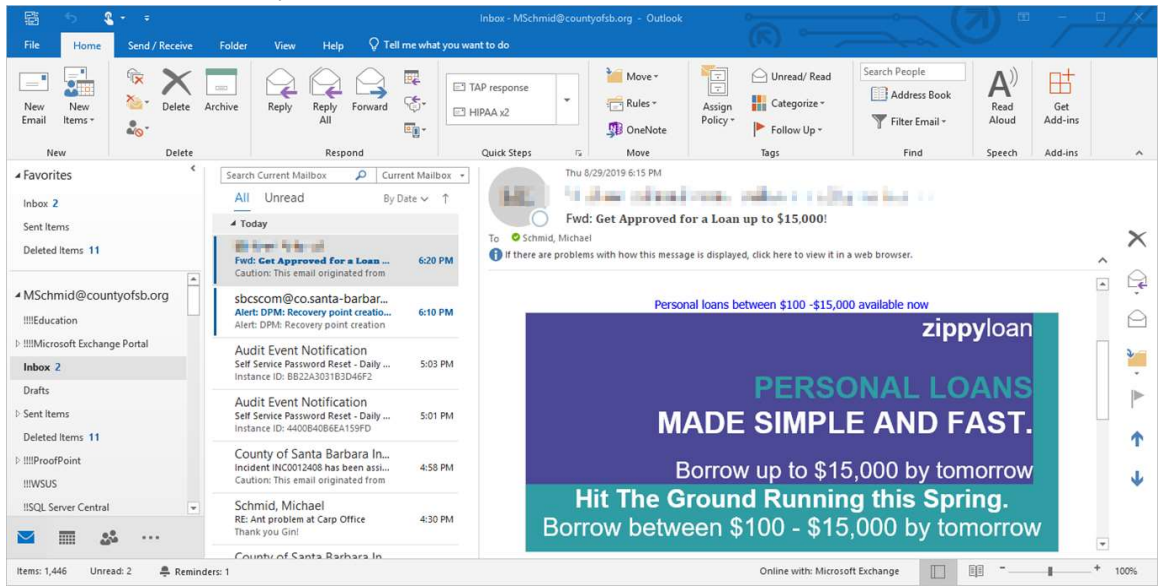 Inbox - MSchmid@countyofsb.org - Outlook
File Home Send / Receive Folder View Help Tell me what you want to do
New Email
New Items
Delete
Archive
Reply
Reply All
Forward
TAP response
HIPAA x2
Move
Rules
OneNote
Assign Policy
Unread/ Read
Categorize
Follow Up
Search People
Address Book
Filter Email
Read Aloud
Get Add-ins
New Delete Respond Quick Steps Move Tags Find Speech Add-ins
Favorites
Inbox 2
Sent Items
Deleted Items 11
MSchmid@countyofsb.org
!!!!Education
!!!!Microsoft Exchange Portal
Inbox 2
Drafts
Sent Items
Deleted Items 11
!!!!ProofPoint
!!!WSUS
!!SQL Server Central
Search Current Mailbox Current Mailbox
All Unread By Date
Today
Fwd: Get Approved for a Loan ... 6:20 PM
Caution: This email originated from
sbcscom@co.santa-barbar...
Alert: DPM: Recovery point creatio... 6:10 PM
Alert: DPM: Recovery point creation
Audit Event Notification
Self Service Password Reset - Daily ... 5:03 PM
Instance ID: BB22A3031B3D46F2
Audit Event Notification
Self Service Password Reset - Daily ... 5:01 PM
Instance ID: 4400B40B6EA159FD
County of Santa Barbara In...
Incident INC0012408 has been assi... 4:58 PM
Caution: This email originated from
Schmid, Michael
RE: Ant problem at Carp Office 4:30 PM
Thank you Gin!
County of Santa Barbara In...
Thu 8/29/2019 6:15 PM
Fwd: Get Approved for a Loan up to $15,000!
To Schmid, Michael
If there are problems with how this message is displayed, click here to view it in a web browser.
Personal loans between $100 -$15,000 available now
zippyloan
PERSONAL LOANS
MADE SIMPLE AND FAST.
Borrow up to $15,000 by tomorrow
Hit The Ground Running this Spring.
Borrow between $100 - $15,000 by tomorrow
Items: 1,446 Unread: 2 Reminders: 1 Online with: Microsoft Exchange 100%